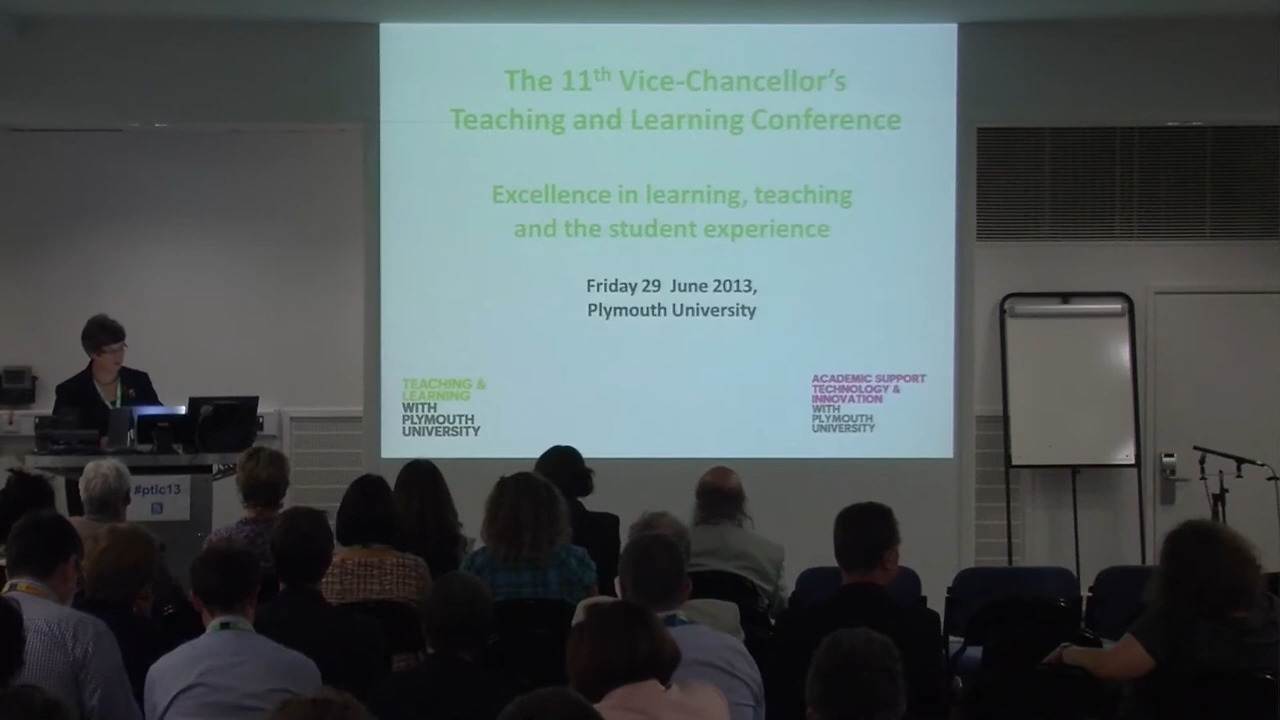 The 11th Vice-Chancellor's
Teaching and Learning Conference
Excellence in learning, teaching
and the student experience
Friday 29 June 2013,
Plymouth University
TEACHING &
LEARNING
WITH
PLYMOUTH
UNIVERSITY
ACADEMIC SUPPORT
TECHNOLOGY &
INNOVATION
WITH
PLYMOUTH
UNIVERSITY
#ptlc13